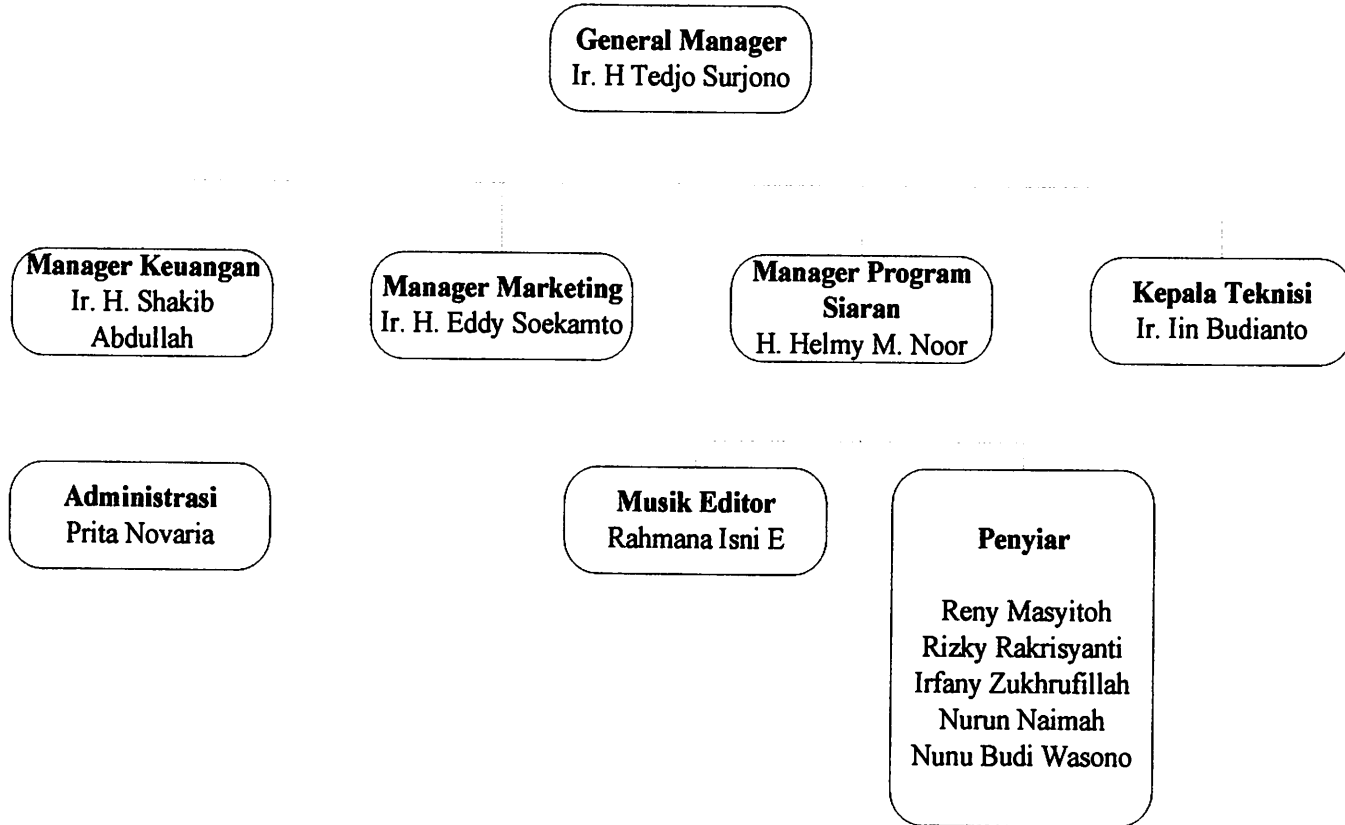 General Manager
Ir. H Tedjo Surjono
Manager Keuangan
Ir. H. Shakib
Abdullah
Manager Marketing
Ir. H. Eddy Soekamto
Manager Program
Siaran
H. Helmy M. Noor
Kepala Teknisi
Ir. Iin Budianto
Administrasi
Prita Novaria
Musik Editor
Rahmana Isni E
Penyiar
Reny Masyitoh
Rizky Rakrisyanti
Irfany Zukhrufillah
Nurun Naimah
Nunu Budi Wasono